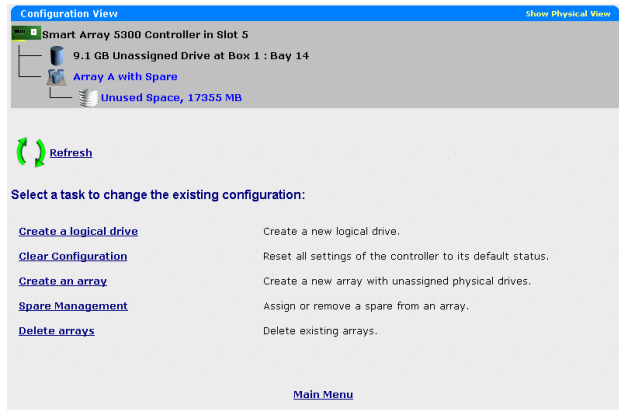 Configuration View Show Physical View
Smart Array 5300 Controller in Slot 5
9.1 GB Unassigned Drive at Box 1 : Bay 14
Array A with Spare
Unused Space, 17355 MB
Refresh
Select a task to change the existing configuration:
Create a logical drive Create a new logical drive.
Clear Configuration Reset all settings of the controller to its default status.
Create an array Create a new array with unassigned physical drives.
Spare Management Assign or remove a spare from an array.
Delete arrays Delete existing arrays.
Main Menu